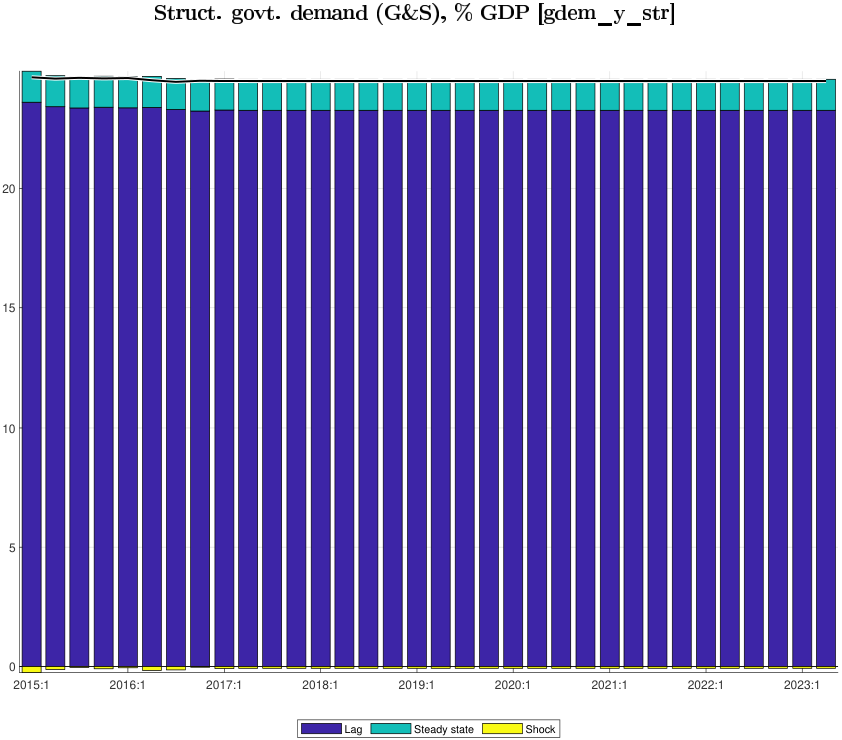 Struct. govt. demand (G&S), % GDP [gdem_y_str]
20
15
10
5
0
2015:1 2016:1 2017:1 2018:1 2019:1 2020:1 2021:1 2022:1 2023:1
Lag Steady state Shock